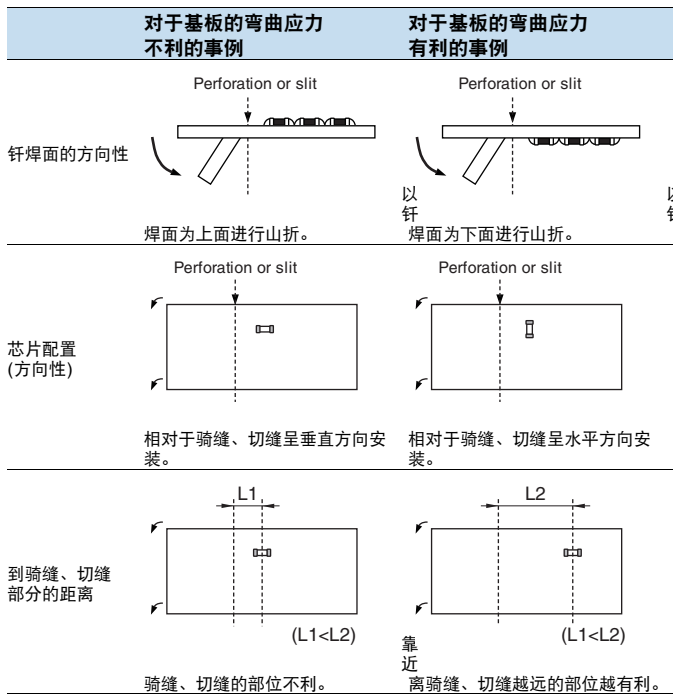 对于基板的弯曲应力
不利的事例
对于基板的弯曲应力
有利的事例
钎焊面的方向性
Perforation or slit
以
钎
焊面为上面进行山折。
Perforation or slit
以
钎
焊面为下面进行山折。
芯片配置
(方向性)
Perforation or slit
相对于骑缝、切缝呈垂直方向安
装。
Perforation or slit
相对于骑缝、切缝呈水平方向安
装。
到骑缝、切缝
部分的距离
L1
(L1<L2)
靠
近
骑缝、切缝的部位不利。
L2
(L1<L2)
离骑缝、切缝越远的部位越有利。